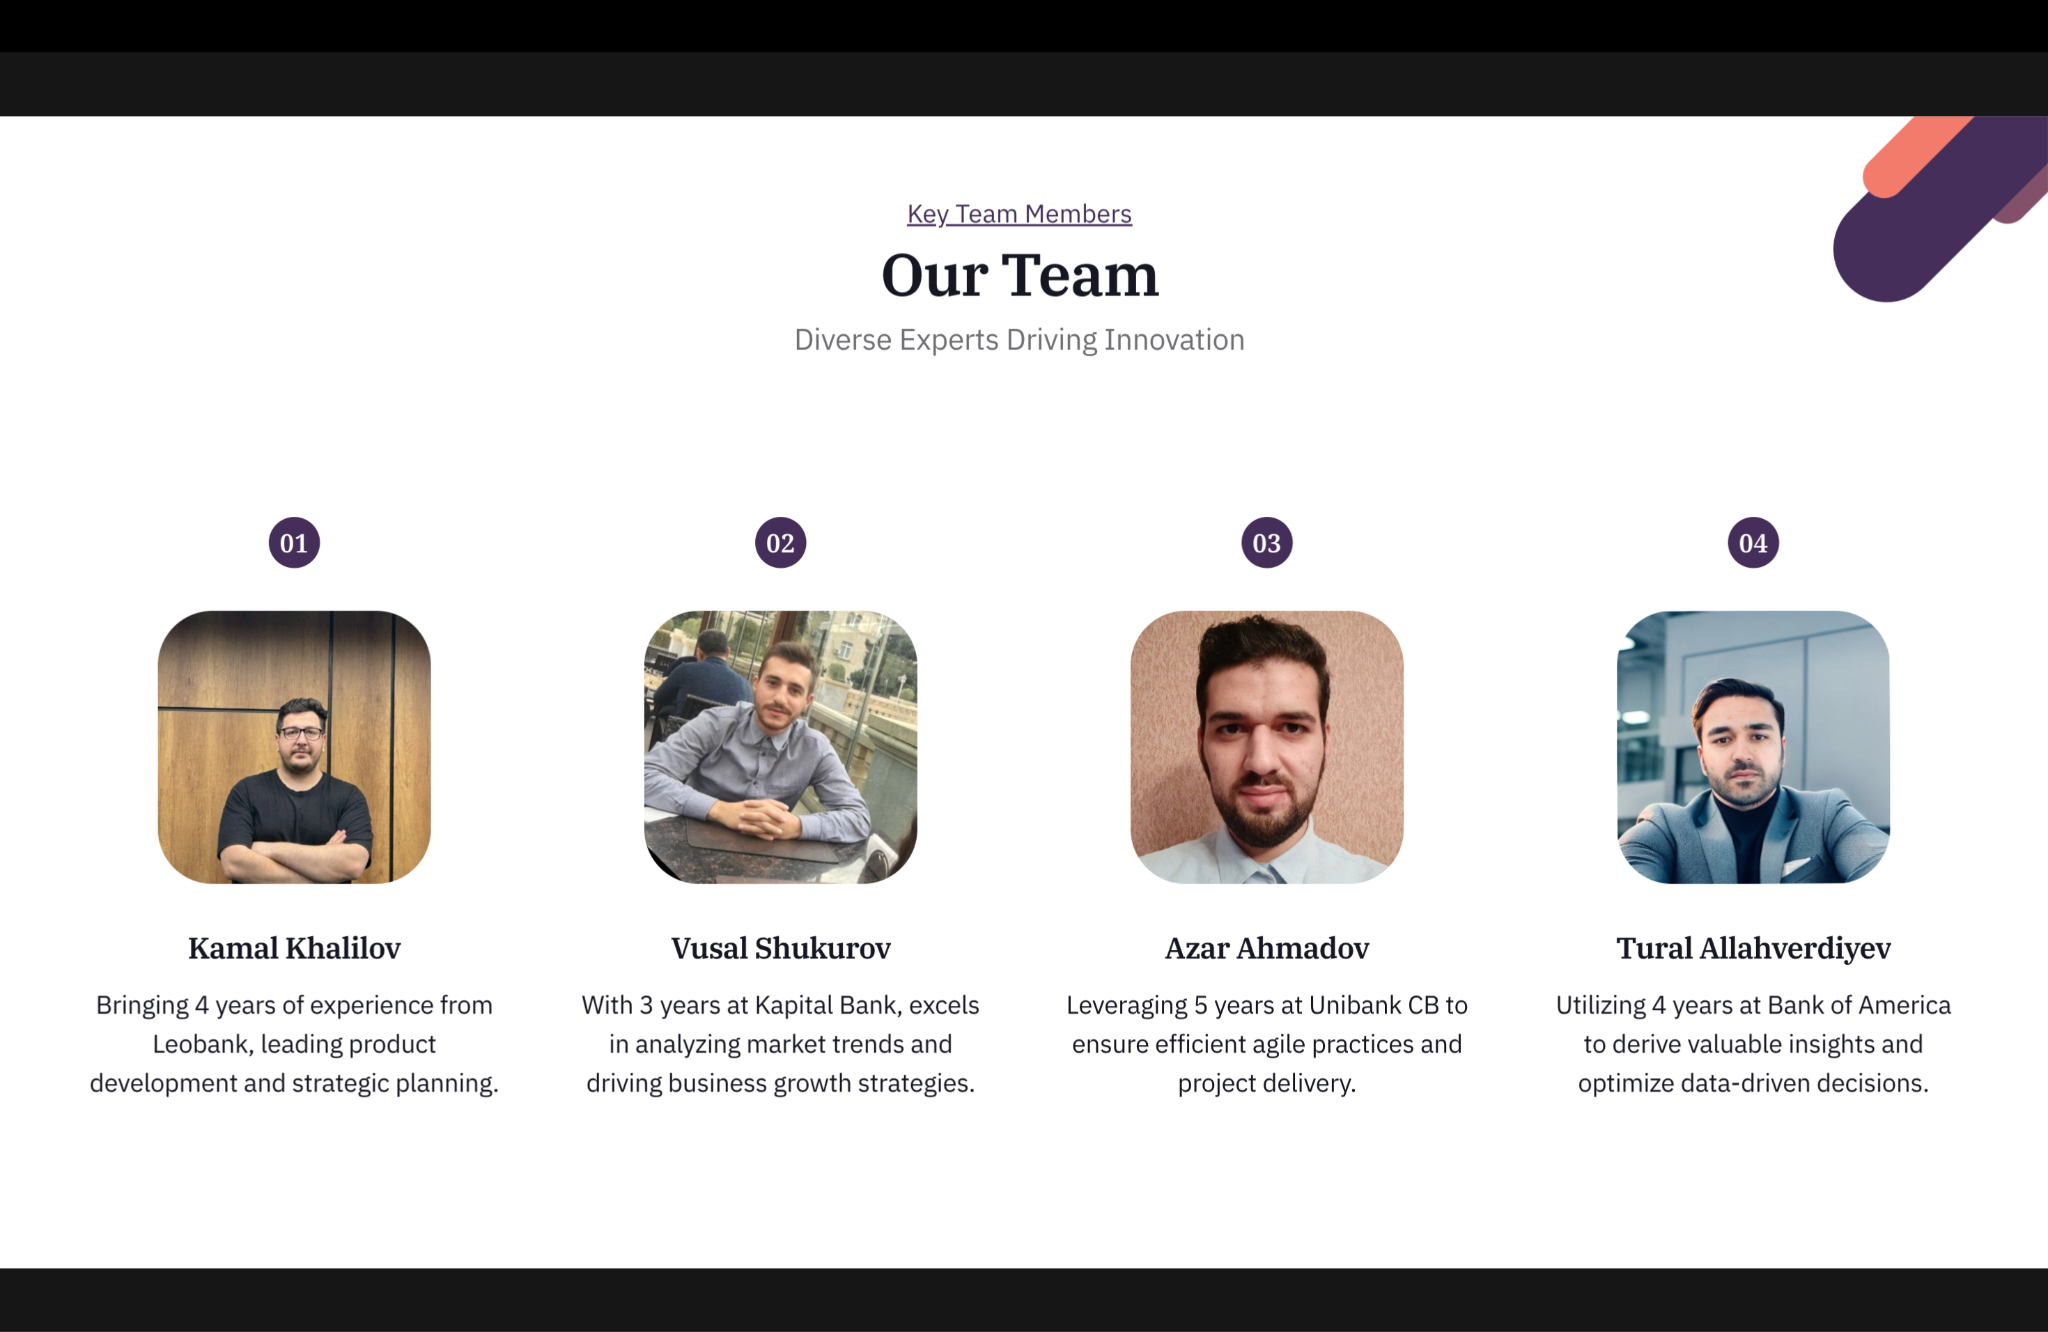 Key Team Members
Our Team
Diverse Experts Driving Innovation
01
02
03
04
Kamal Khalilov
Bringing 4 years of experience from
Leobank, leading product
development and strategic planning.
Vusal Shukurov
With 3 years at Kapital Bank, excels
in analyzing market trends and
driving business growth strategies.
Azar Ahmadov
Leveraging 5 years at Unibank CB to
ensure efficient agile practices and
project delivery.
Tural Allahverdiyev
Utilizing 4 years at Bank of America
to derive valuable insights and
optimize data-driven decisions.